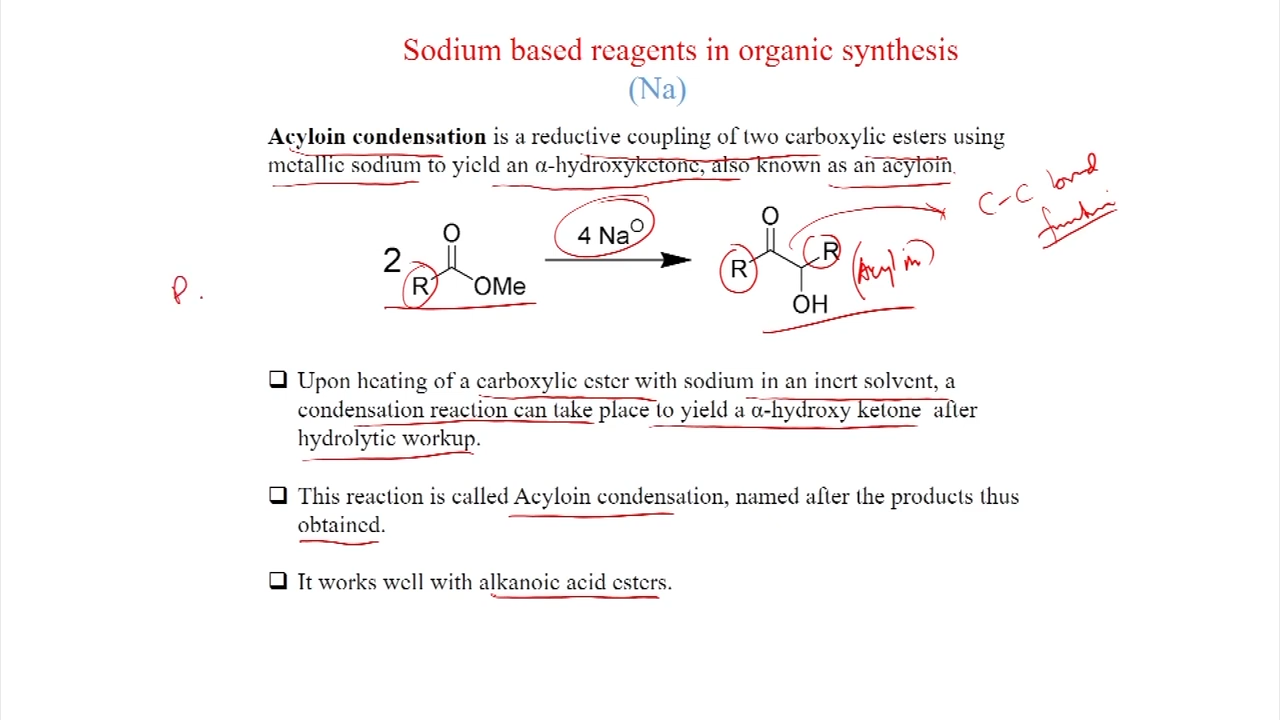 Sodium based reagents in organic synthesis
(Na)
Acyloin condensation is a reductive coupling of two carboxylic esters using
metallic sodium to yield an α-hydroxyketone, also known as an acyloin.
C-C bond
2 R O OMe
4 Na⁰
R O R OH
(Acyloin)
P.
❑ Upon heating of a carboxylic ester with sodium in an inert solvent, a
condensation reaction can take place to yield a α-hydroxy ketone after
hydrolytic workup.
❑ This reaction is called Acyloin condensation, named after the products thus
obtained.
❑ It works well with alkanoic acid esters.